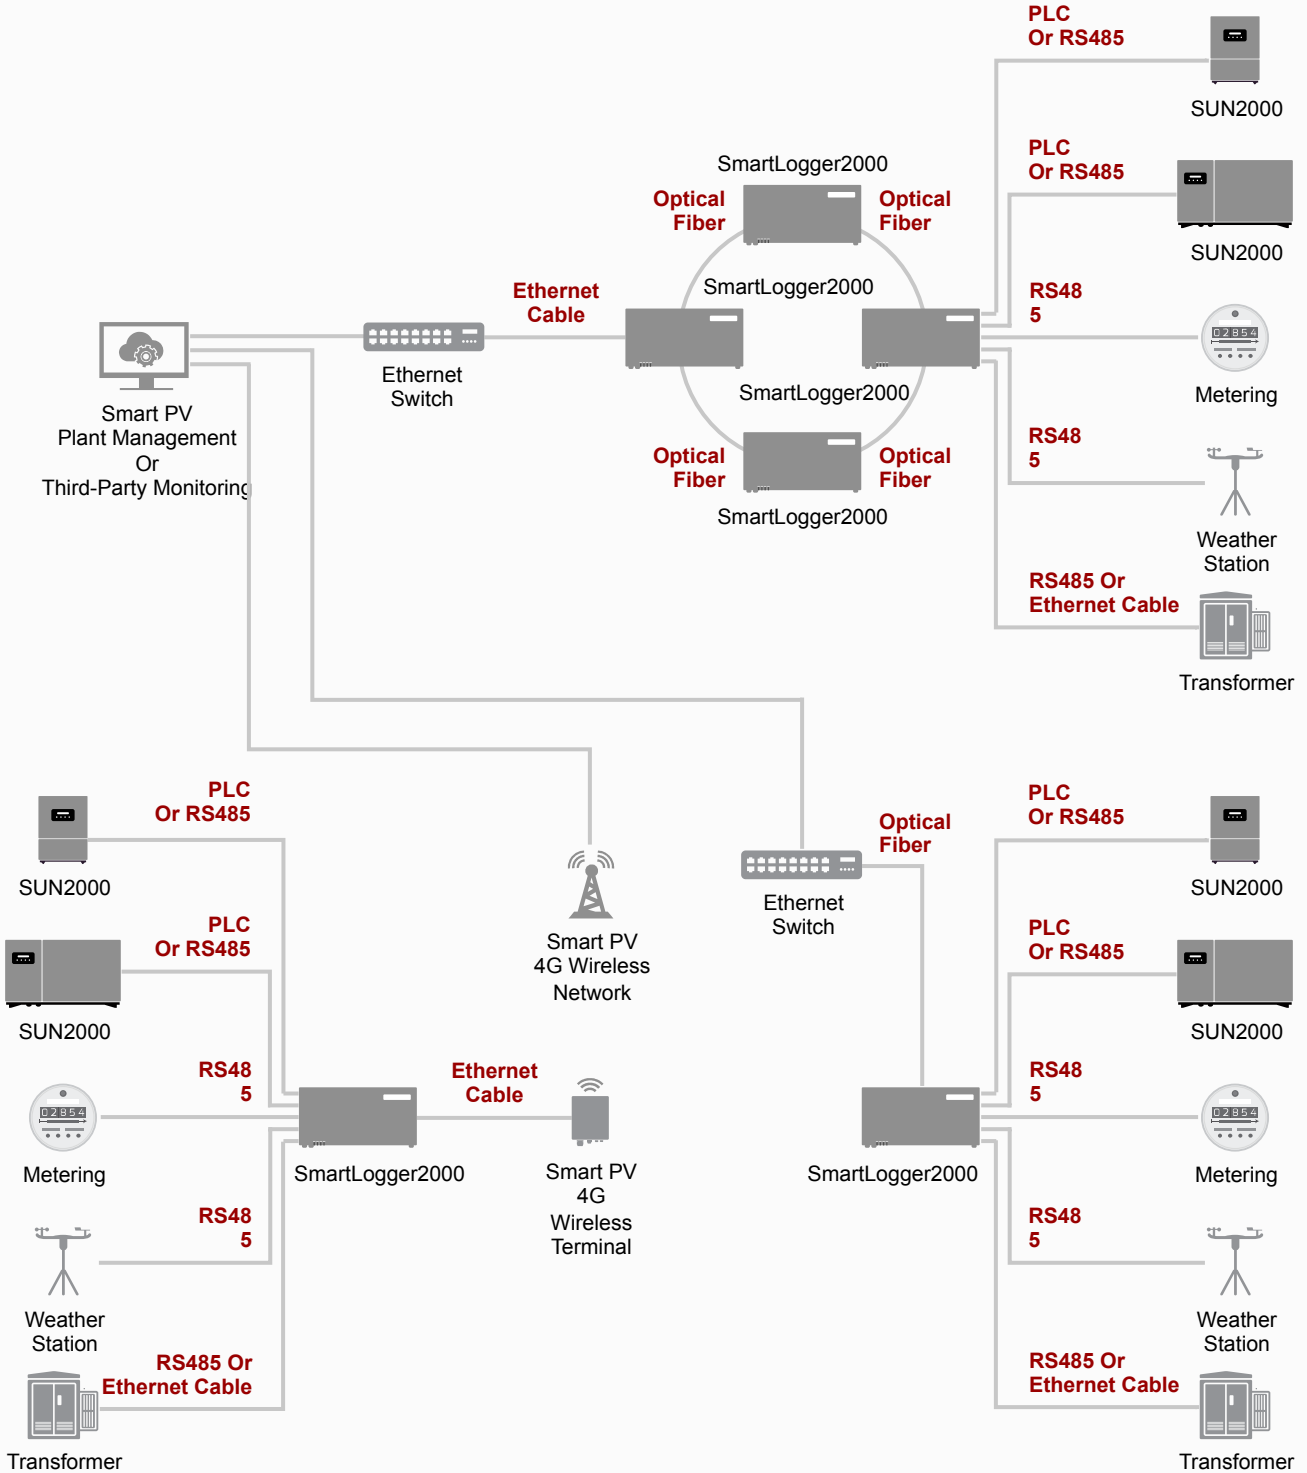 PLC
Or RS485
SUN2000
PLC
Or RS485
SUN2000
SmartLogger2000
Optical
Fiber
Optical
Fiber
SmartLogger2000
Ethernet
Cable
RS48
5
02854
Metering
Ethernet
Switch
SmartLogger2000
Smart PV
Plant Management
Or
Third-Party Monitoring
Optical
Fiber
Optical
Fiber
SmartLogger2000
RS48
5
Weather
Station
RS485 Or
Ethernet Cable
Transformer
PLC
Or RS485
SUN2000
PLC
Or RS485
SUN2000
RS48
5
02854
Metering
RS48
5
Weather
Station
RS485 Or
Ethernet Cable
Transformer
SmartLogger2000
Ethernet
Cable
Smart PV
4G Wireless
Network
Smart PV
4G
Wireless
Terminal
Ethernet
Switch
Optical
Fiber
SmartLogger2000
PLC
Or RS485
SUN2000
PLC
Or RS485
SUN2000
RS48
5
02854
Metering
RS48
5
Weather
Station
RS485 Or
Ethernet Cable
Transformer